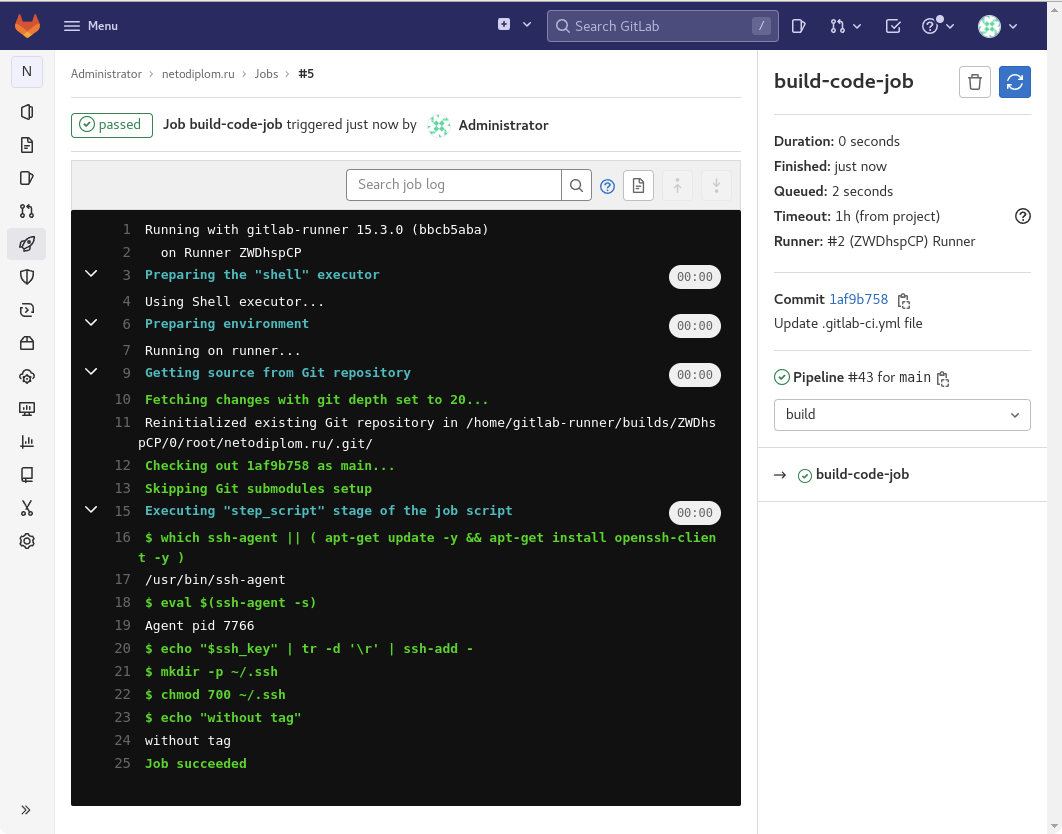 Menu
Search GitLab /
N
Administrator › netodiplom.ru › Jobs › #5
passed Job build-code-job triggered just now by Administrator
Search job log
1 Running with gitlab-runner 15.3.0 (bbcb5aba)
2 on Runner ZWDhspCP
3 Preparing the "shell" executor 00:00
4 Using Shell executor...
6 Preparing environment 00:00
7 Running on runner...
9 Getting source from Git repository 00:00
10 Fetching changes with git depth set to 20...
11 Reinitialized existing Git repository in /home/gitlab-runner/builds/ZWDhs
pCP/0/root/netodiplom.ru/.git/
12 Checking out 1af9b758 as main...
13 Skipping Git submodules setup
15 Executing "step_script" stage of the job script 00:00
16 $ which ssh-agent || ( apt-get update -y && apt-get install openssh-clien
t -y )
17 /usr/bin/ssh-agent
18 $ eval $(ssh-agent -s)
19 Agent pid 7766
20 $ echo "$ssh_key" | tr -d '\r' | ssh-add -
21 $ mkdir -p ~/.ssh
22 $ chmod 700 ~/.ssh
23 $ echo "without tag"
24 without tag
25 Job succeeded
build-code-job
Duration: 0 seconds
Finished: just now
Queued: 2 seconds
Timeout: 1h (from project)
Runner: #2 (ZWDhspCP) Runner
Commit 1af9b758
Update .gitlab-ci.yml file
Pipeline #43 for main
build
→ build-code-job